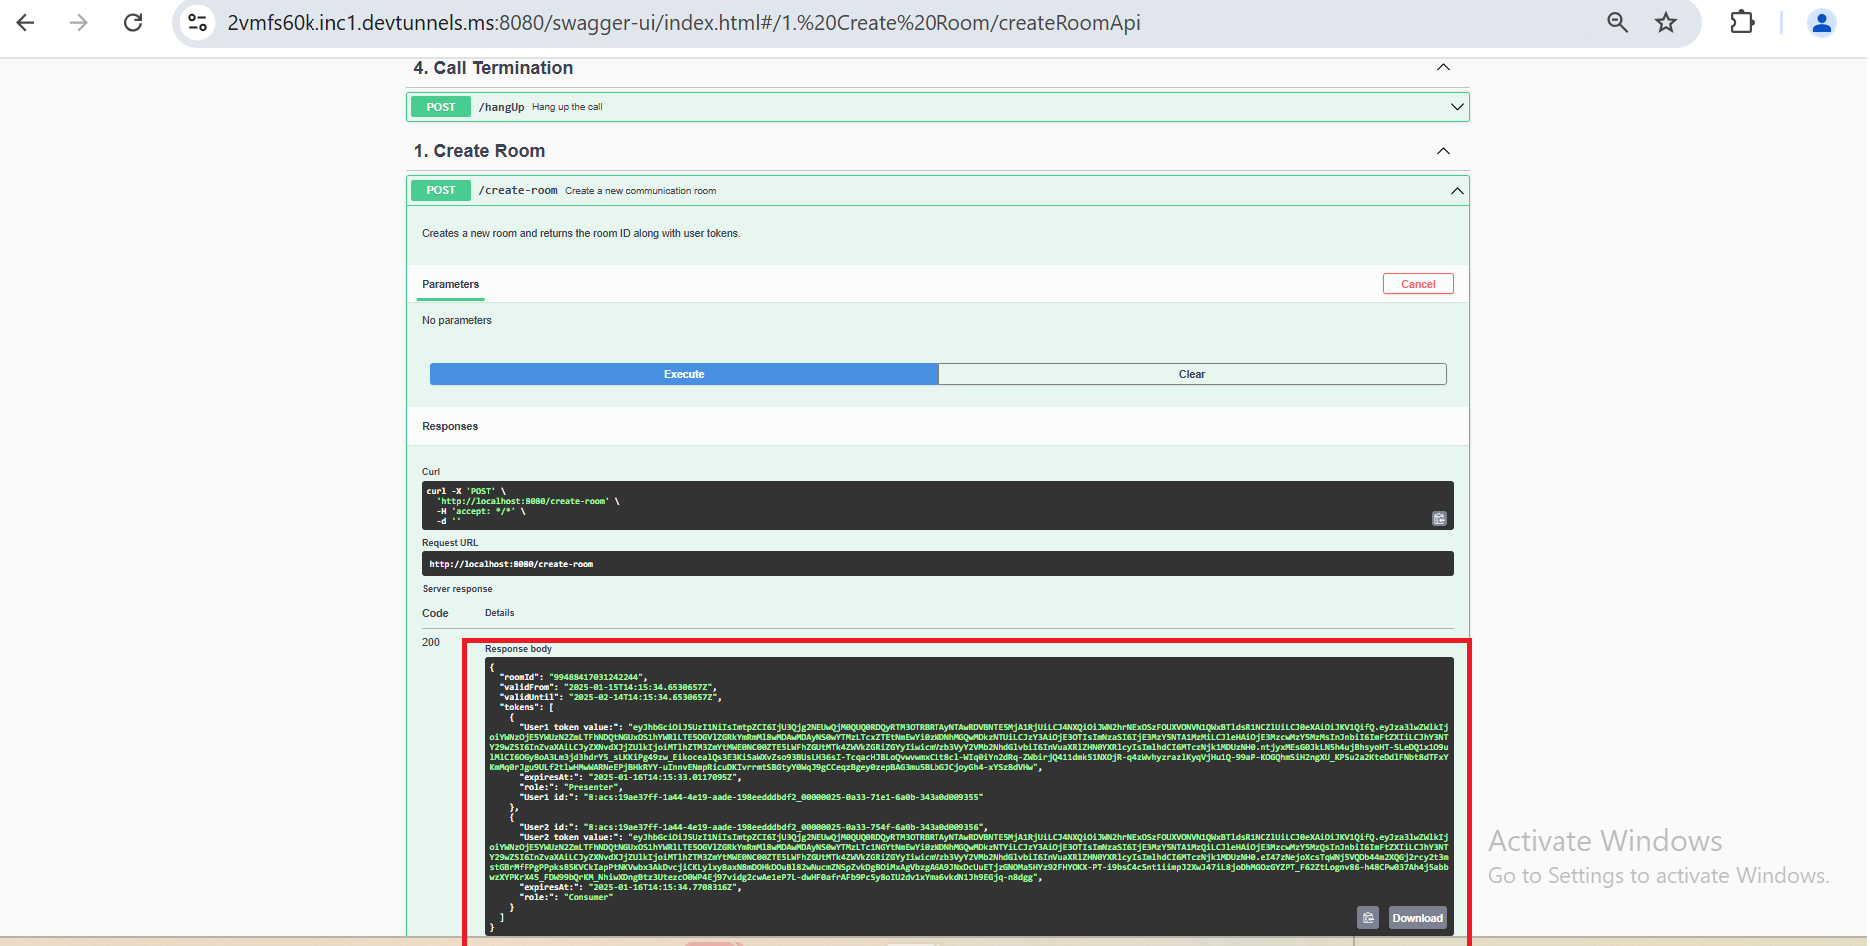 2vmfs60k.inc1.devtunnels.ms:8080/swagger-ui/index.html#/1.%20Create%20Room/createRoomApi
4. Call Termination
POST /hangUp Hang up the call
1. Create Room
POST /create-room Create a new communication room
Creates a new room and returns the room ID along with user tokens.
Parameters
Cancel
No parameters
Execute
Clear
Responses
Curl
curl -X 'POST' \
'http://localhost:8080/create-room' \
-H 'accept: */*' \
-d ''
Request URL
http://localhost:8080/create-room
Server response
Code Details
200
Response body
{
"roomId": "99488417031242244",
"validFrom": "2025-01-15T14:15:34.6530657Z",
"validUntil": "2025-02-14T14:15:34.6530657Z",
"tokens": [
{
"User1 token value:":
"expiresAt:": "2025-01-16T14:15:33.0117095Z",
"role:": "Presenter",
"User1 id:": "8:acs:19ae37ff-1a44-4e19-aade-198eedddbdf2_00000025-0a33-71e1-6a0b-343a0d009355"
},
{
"User2 id:": "8:acs:19ae37ff-1a44-4e19-aade-198eedddbdf2_00000025-0a33-754f-6a0b-343a0d009356",
"User2 token value:":
"expiresAt:": "2025-01-16T14:15:34.7708316Z",
"role:": "Consumer"
}
]
}
Download
Activate Windows
Go to Settings to activate Windows.